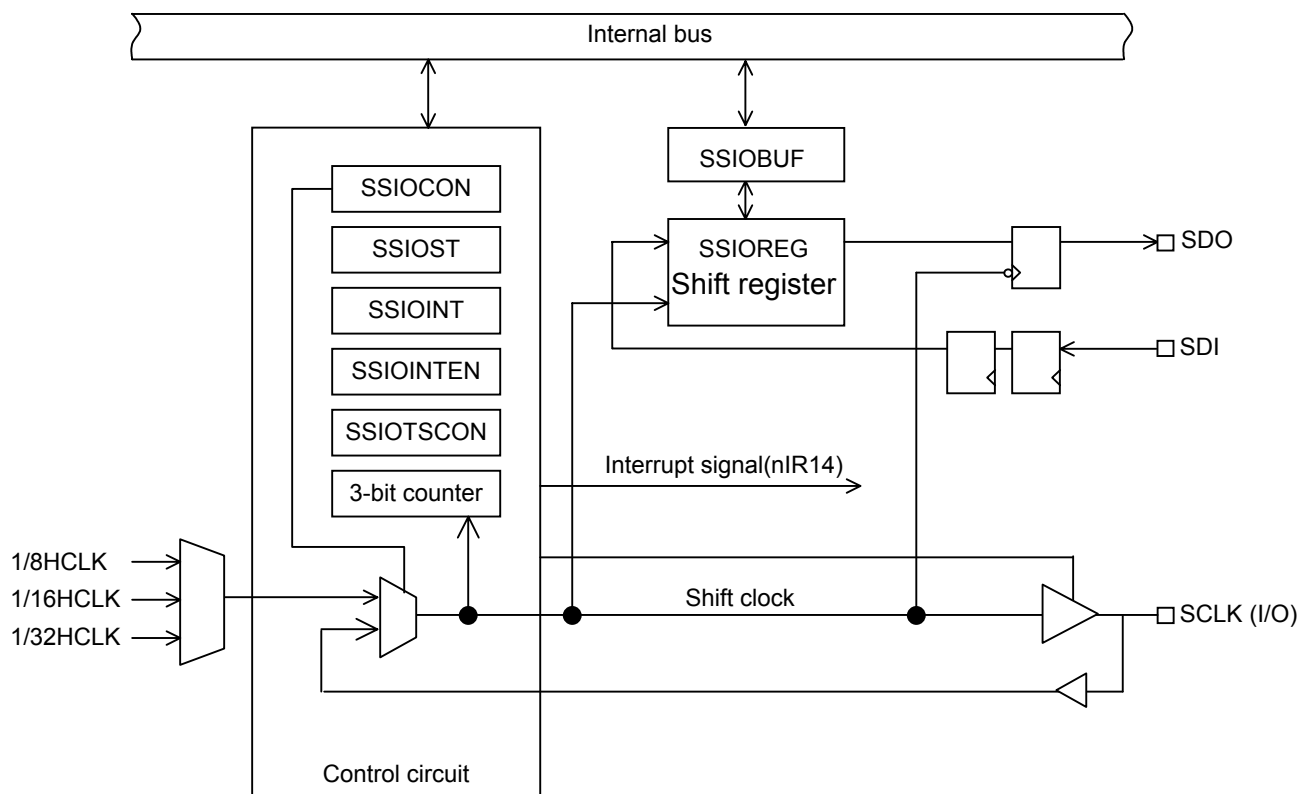 Internal bus
SSIOBUF
SSIOCON
SSIOREG
Shift register
SDO
SSIOST
SSIOINT
SDI
SSIOINTEN
SSIOTSCON
Interrupt signal(nIR14)
3-bit counter
1/8HCLK
1/16HCLK
1/32HCLK
Shift clock
SCLK (I/O)
Control circuit